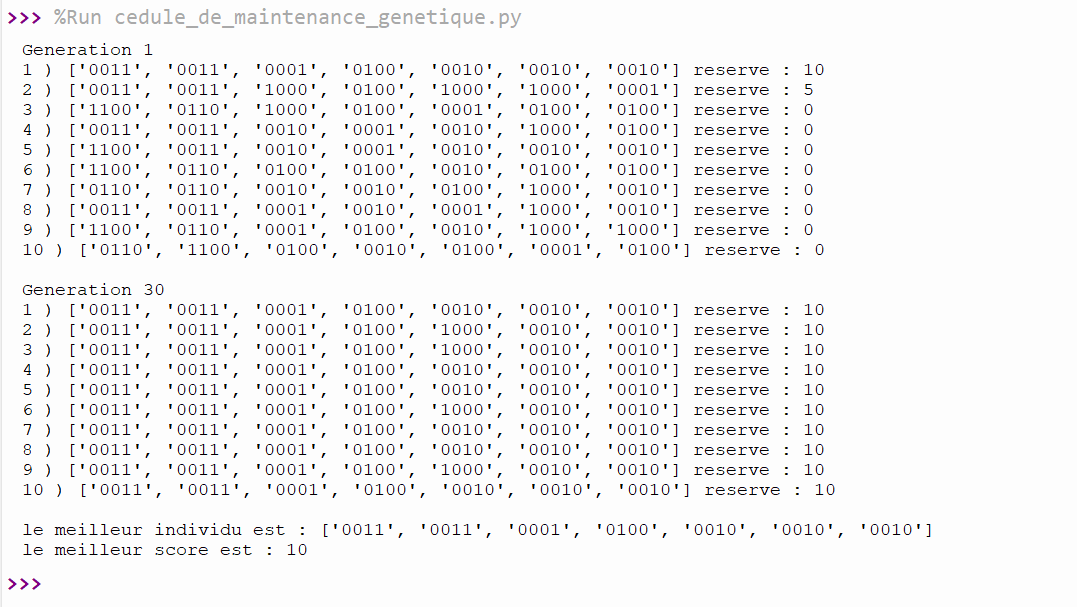 >>> %Run cedule_de_maintenance_genetique.py
Generation 1
1 ) ['0011', '0011', '0001', '0100', '0010', '0010', '0010'] reserve : 10
2 ) ['0011', '0011', '1000', '0100', '1000', '1000', '0001'] reserve : 5
3 ) ['1100', '0110', '1000', '0100', '0001', '0100', '0100'] reserve : 0
4 ) ['0011', '0011', '0010', '0001', '0010', '1000', '0100'] reserve : 0
5 ) ['1100', '0011', '0010', '0001', '0010', '0010', '0010'] reserve : 0
6 ) ['1100', '0110', '0100', '0100', '0010', '0100', '0100'] reserve : 0
7 ) ['0110', '0110', '0010', '0010', '0100', '1000', '0010'] reserve : 0
8 ) ['0011', '0011', '0001', '0010', '0001', '1000', '0010'] reserve : 0
9 ) ['1100', '0110', '0001', '0100', '0010', '1000', '1000'] reserve : 0
10 ) ['0110', '1100', '0100', '0010', '0100', '0001', '0100'] reserve : 0
Generation 30
1 ) ['0011', '0011', '0001', '0100', '0010', '0010', '0010'] reserve : 10
2 ) ['0011', '0011', '0001', '0100', '1000', '0010', '0010'] reserve : 10
3 ) ['0011', '0011', '0001', '0100', '1000', '0010', '0010'] reserve : 10
4 ) ['0011', '0011', '0001', '0100', '0010', '0010', '0010'] reserve : 10
5 ) ['0011', '0011', '0001', '0100', '0010', '0010', '0010'] reserve : 10
6 ) ['0011', '0011', '0001', '0100', '1000', '0010', '0010'] reserve : 10
7 ) ['0011', '0011', '0001', '0100', '0010', '0010', '0010'] reserve : 10
8 ) ['0011', '0011', '0001', '0100', '0010', '0010', '0010'] reserve : 10
9 ) ['0011', '0011', '0001', '0100', '1000', '0010', '0010'] reserve : 10
10 ) ['0011', '0011', '0001', '0100', '0010', '0010', '0010'] reserve : 10
le meilleur individu est : ['0011', '0011', '0001', '0100', '0010', '0010', '0010']
le meilleur score est : 10
>>>